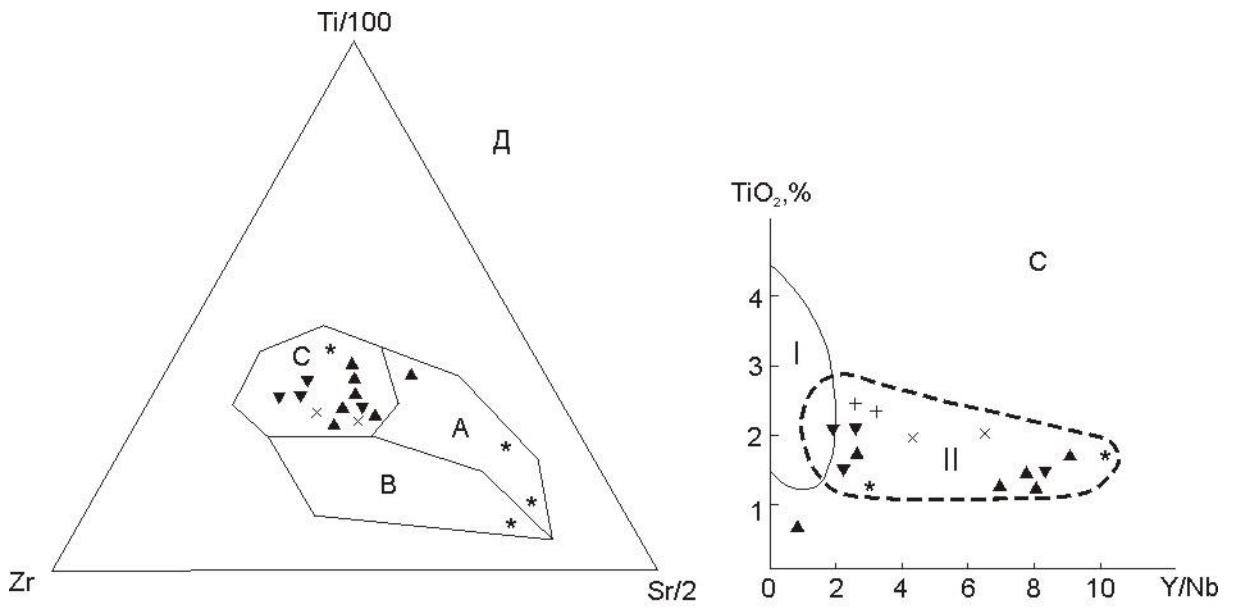 Ti/100
Д
C
A
B
Zr
Sr/2
TiO₂,%
C
4
I
3
2
II
1
0 2 4 6 8 10 Y/Nb